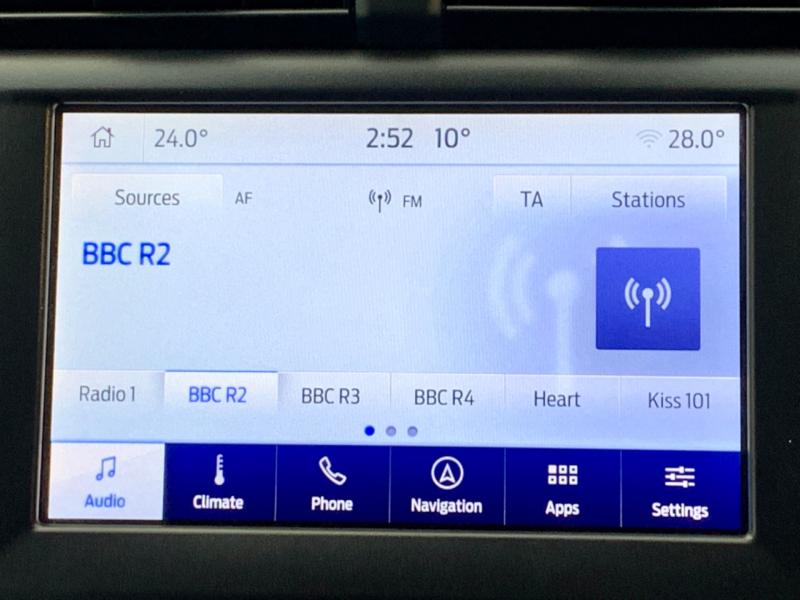 24.0° 2:52 10° 28.0°
Sources AF FM TA Stations
BBC R2
Radio 1 BBC R2 BBC R3 BBC R4 Heart Kiss 101
Audio Climate Phone Navigation Apps Settings